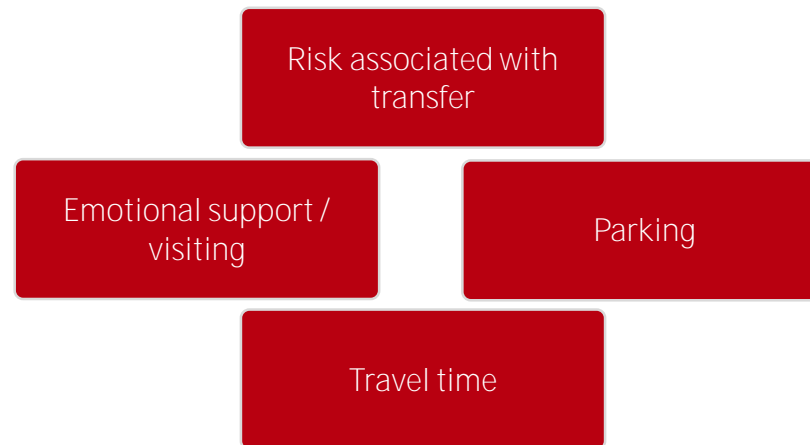 Risk associated with
transfer
Emotional support /
visiting
Parking
Travel time